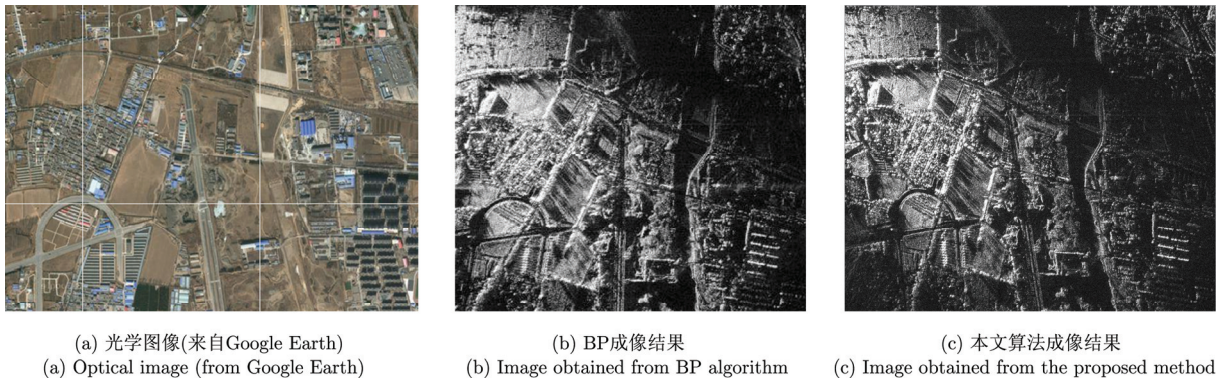 (a) 光学图像(来自Google Earth)
(a) Optical image (from Google Earth)
(b) BP成像结果
(b) Image obtained from BP algorithm
(c) 本文算法成像结果
(c) Image obtained from the proposed method